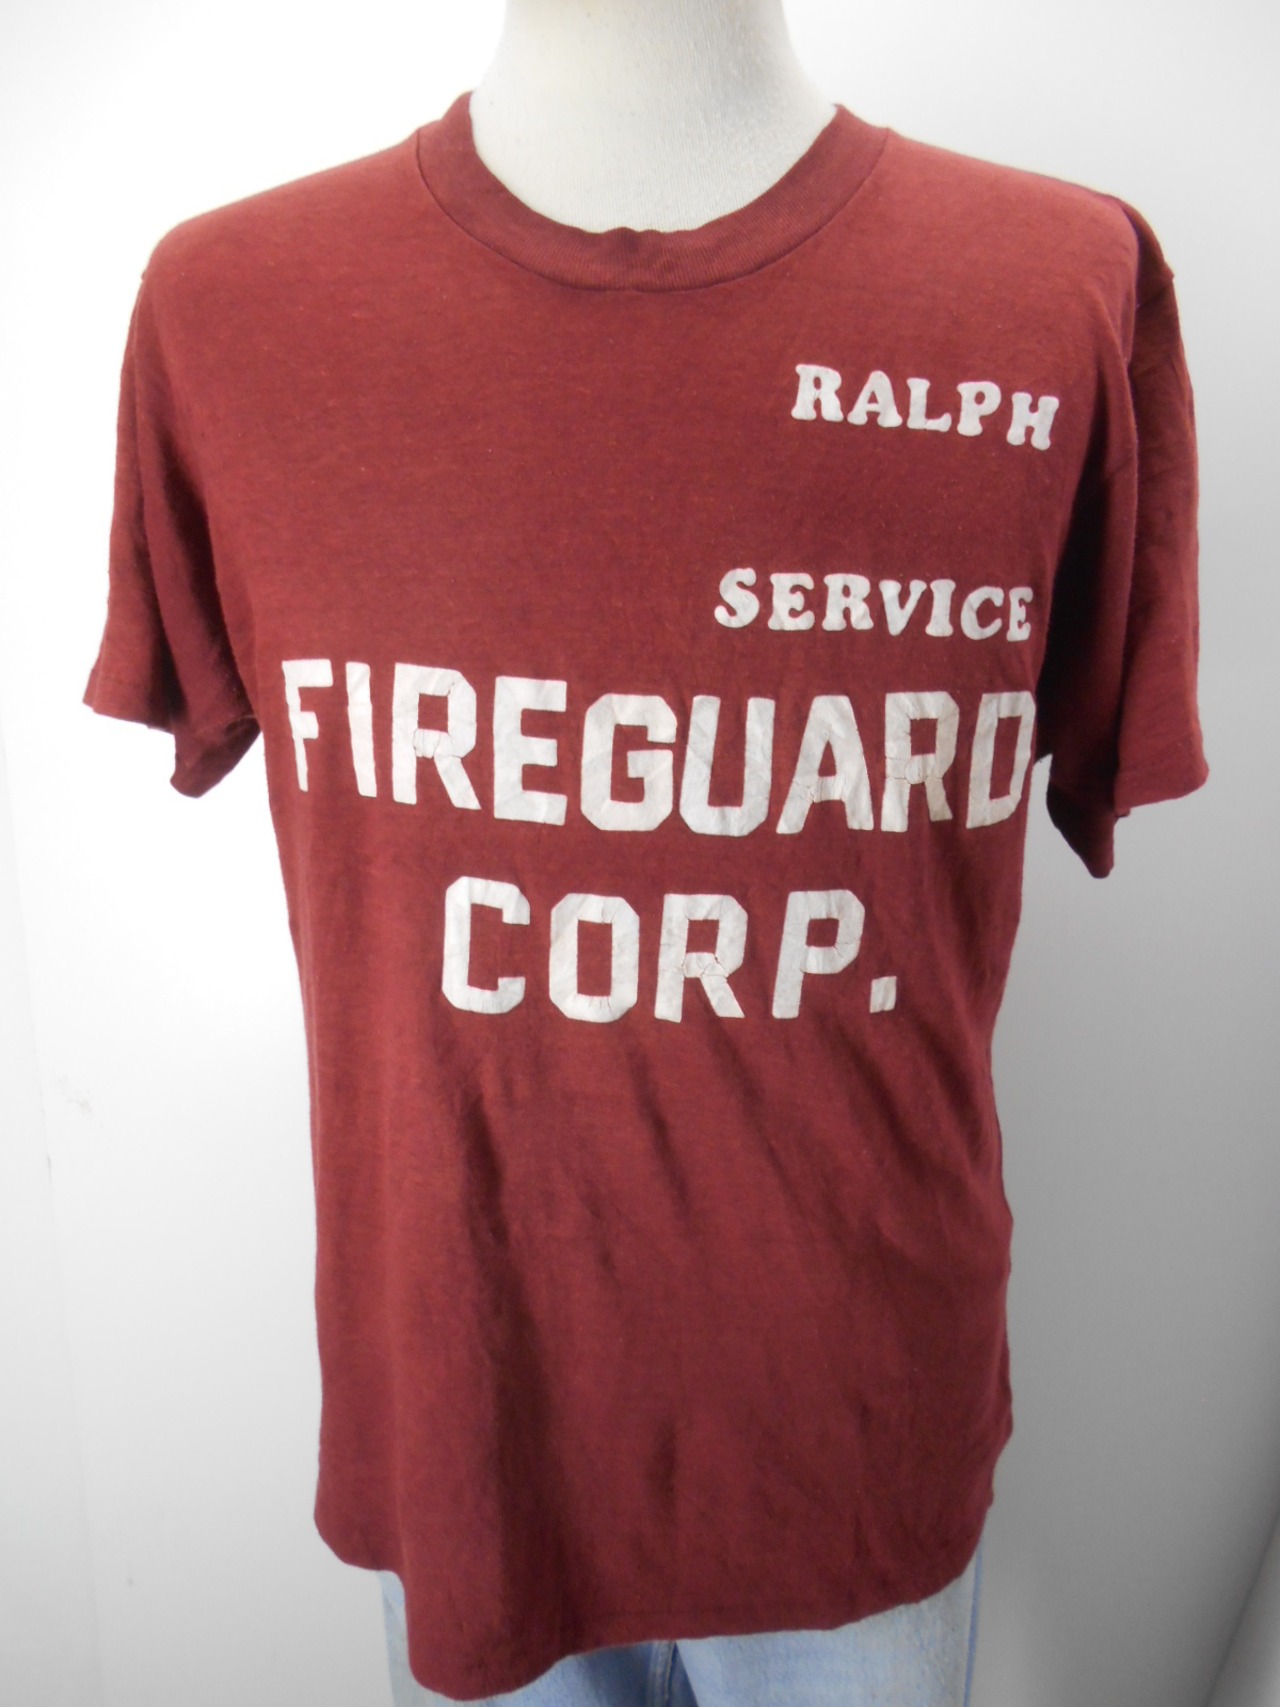 RALPH
SERVICE
FIREGUARD
CORP.